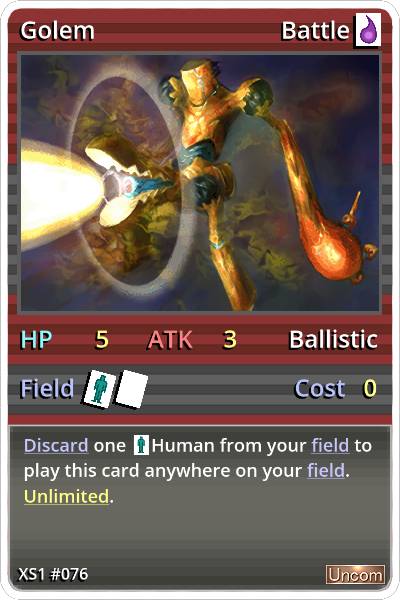 Golem Battle
HP 5 ATK 3 Ballistic
Field Cost 0
Discard one Human from your field to
play this card anywhere on your field.
Unlimited.
XS1 #076 Uncom